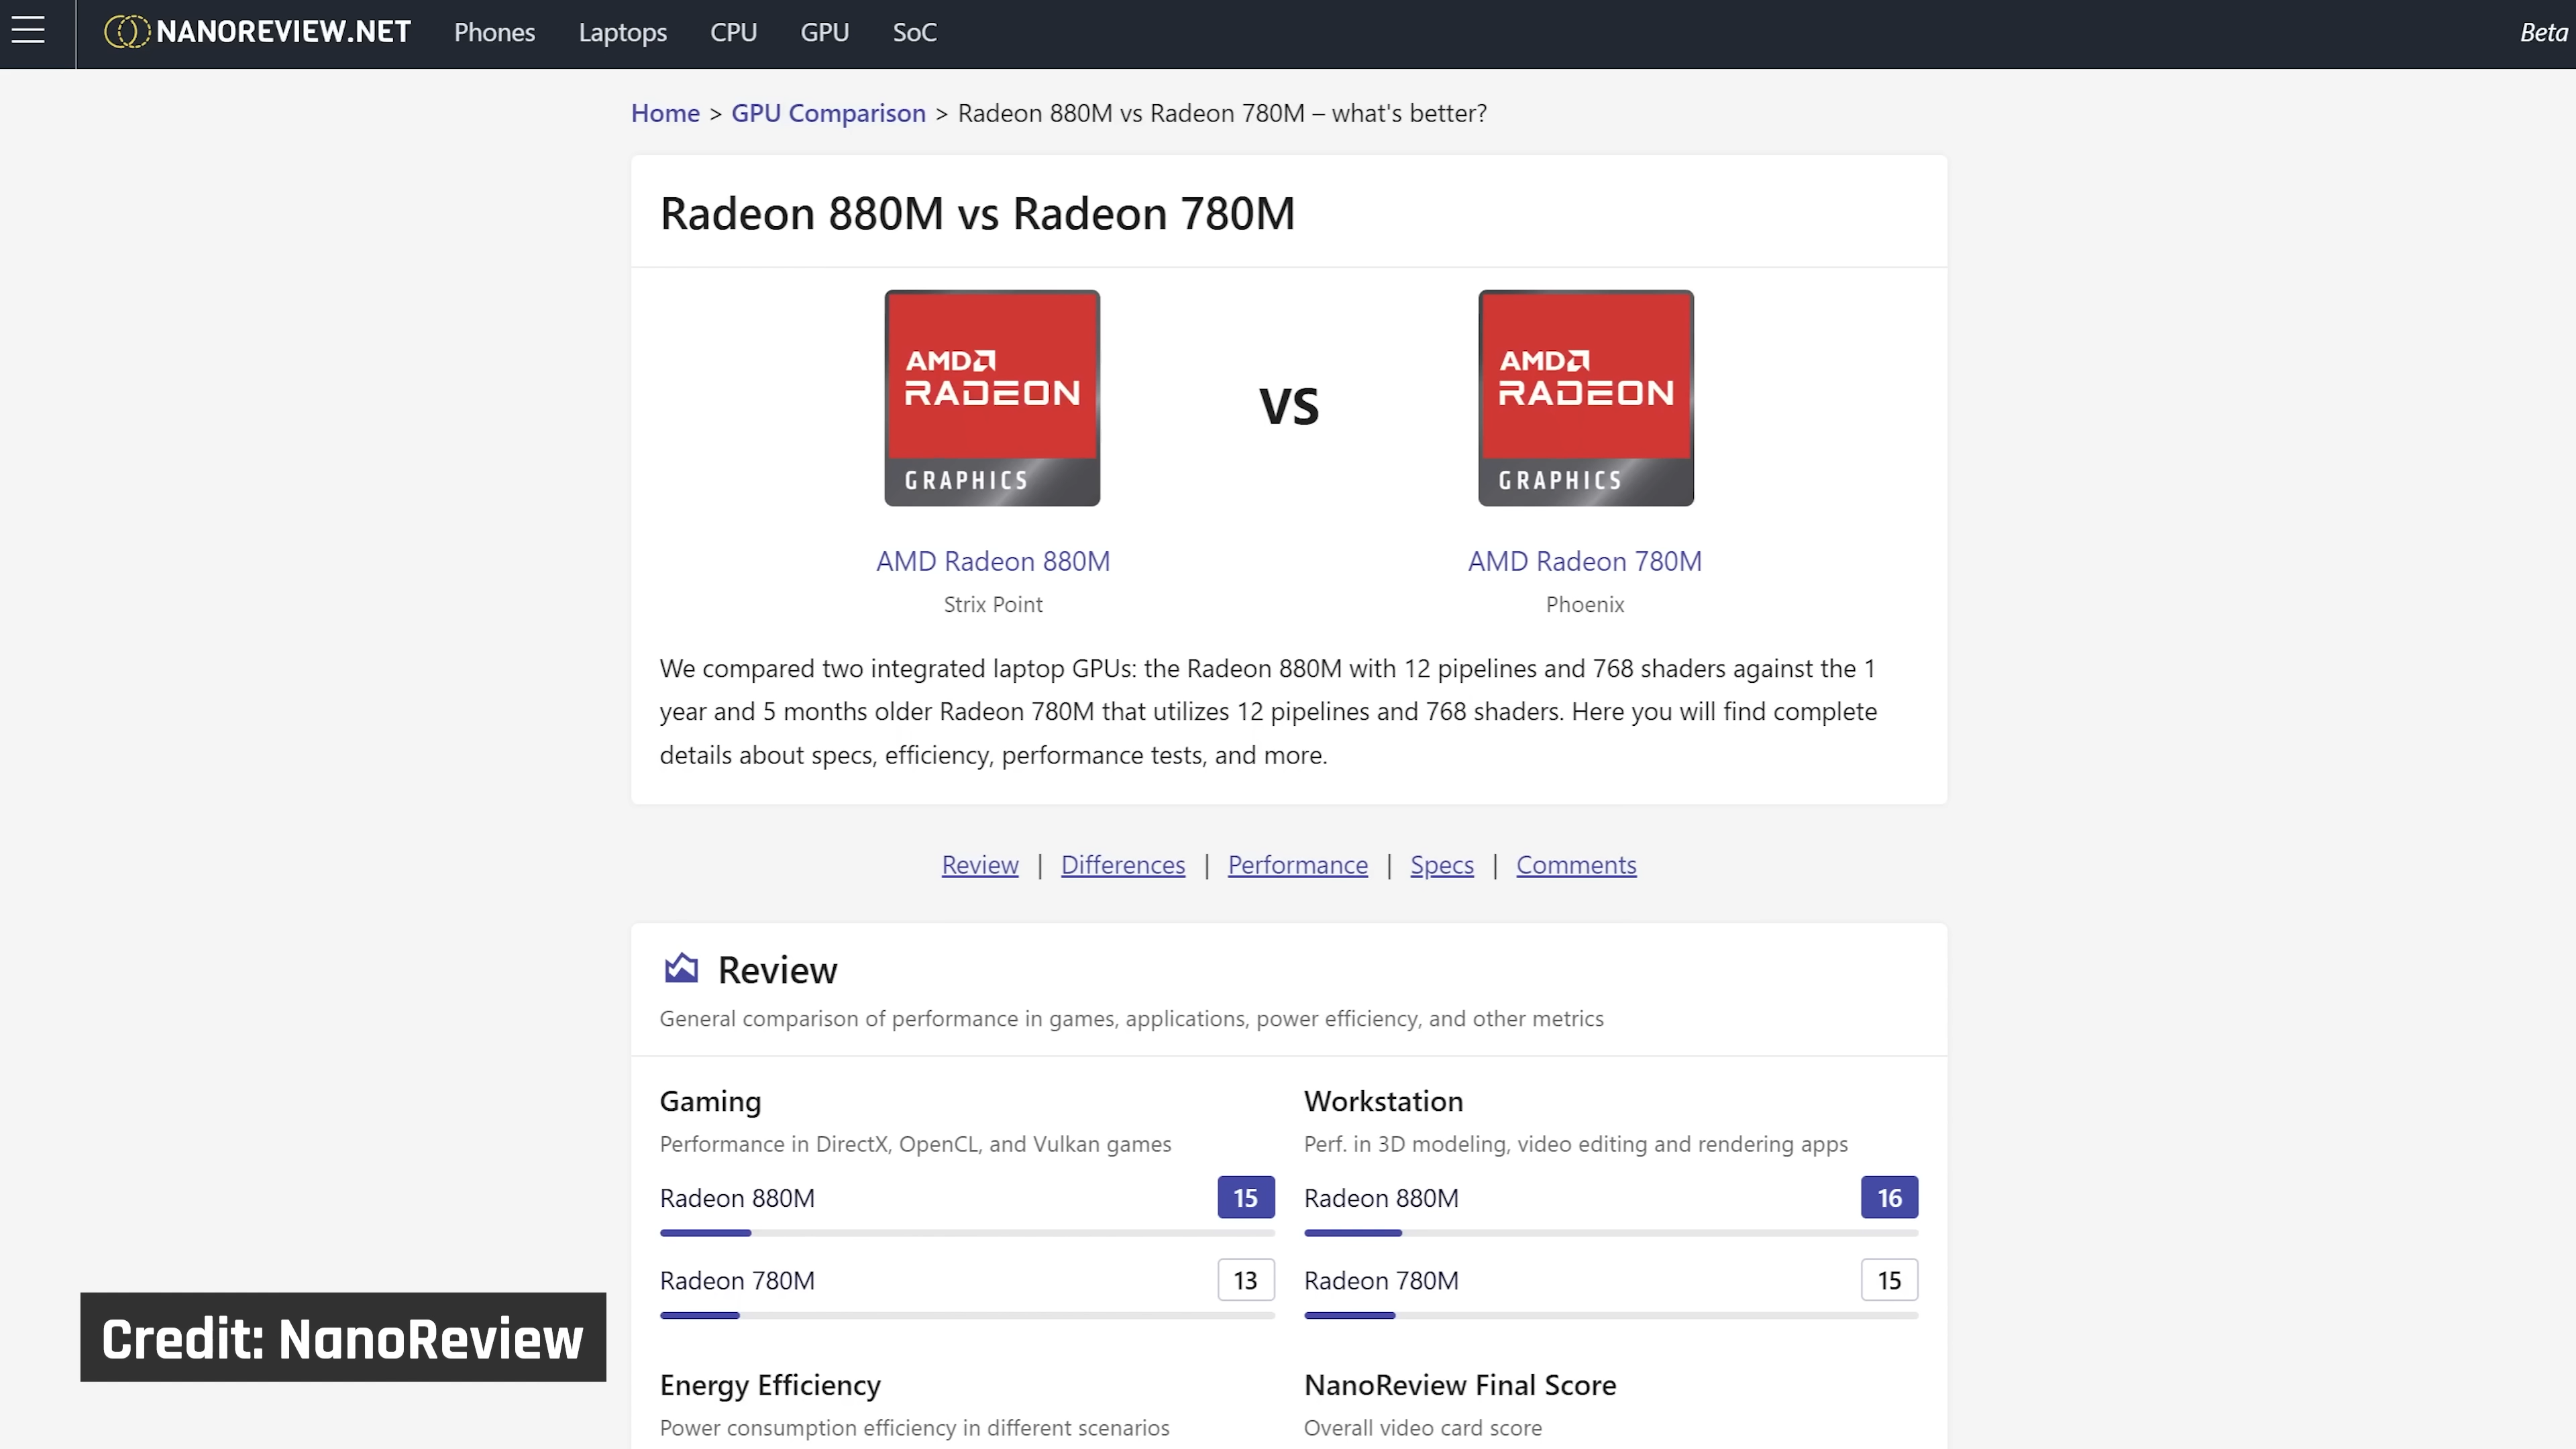 NANOREVIEW.NET Phones Laptops CPU GPU SoC Beta
Home > GPU Comparison > Radeon 880M vs Radeon 780M – what's better?
Radeon 880M vs Radeon 780M
AMD
RADEON
GRAPHICS
VS
AMD
RADEON
GRAPHICS
AMD Radeon 880M
Strix Point
AMD Radeon 780M
Phoenix
We compared two integrated laptop GPUs: the Radeon 880M with 12 pipelines and 768 shaders against the 1
year and 5 months older Radeon 780M that utilizes 12 pipelines and 768 shaders. Here you will find complete
details about specs, efficiency, performance tests, and more.
Review | Differences | Performance | Specs | Comments
Review
General comparison of performance in games, applications, power efficiency, and other metrics
Gaming
Performance in DirectX, OpenCL, and Vulkan games
Radeon 880M 15
Radeon 780M 13
Workstation
Perf. in 3D modeling, video editing and rendering apps
Radeon 880M 16
Radeon 780M 15
Energy Efficiency
Power consumption efficiency in different scenarios
NanoReview Final Score
Overall video card score
Credit: NanoReview